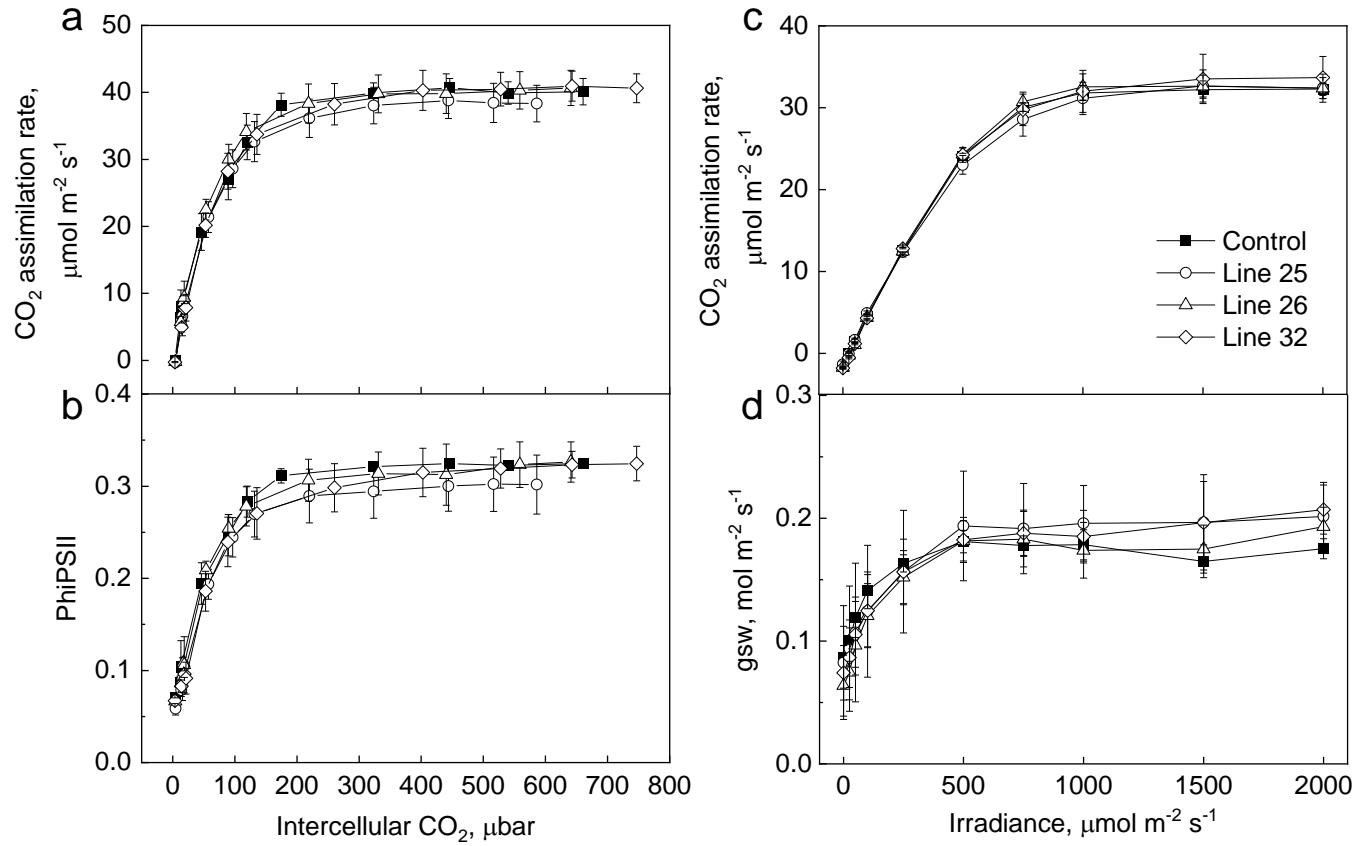 a
50
40
30
20
10
0
CO₂ assimilation rate,
µmol m⁻² s⁻¹
b
0.4
0.3
0.2
0.1
0.0
PhiPSII
0 100 200 300 400 500 600 700 800
Intercellular CO₂, µbar
c
40
30
20
10
0
CO₂ assimilation rate,
µmol m⁻² s⁻¹
Control
Line 25
Line 26
Line 32
d
0.3
0.2
0.1
0.0
gsw, mol m⁻² s⁻¹
0 500 1000 1500 2000
Irradiance, µmol m⁻² s⁻¹